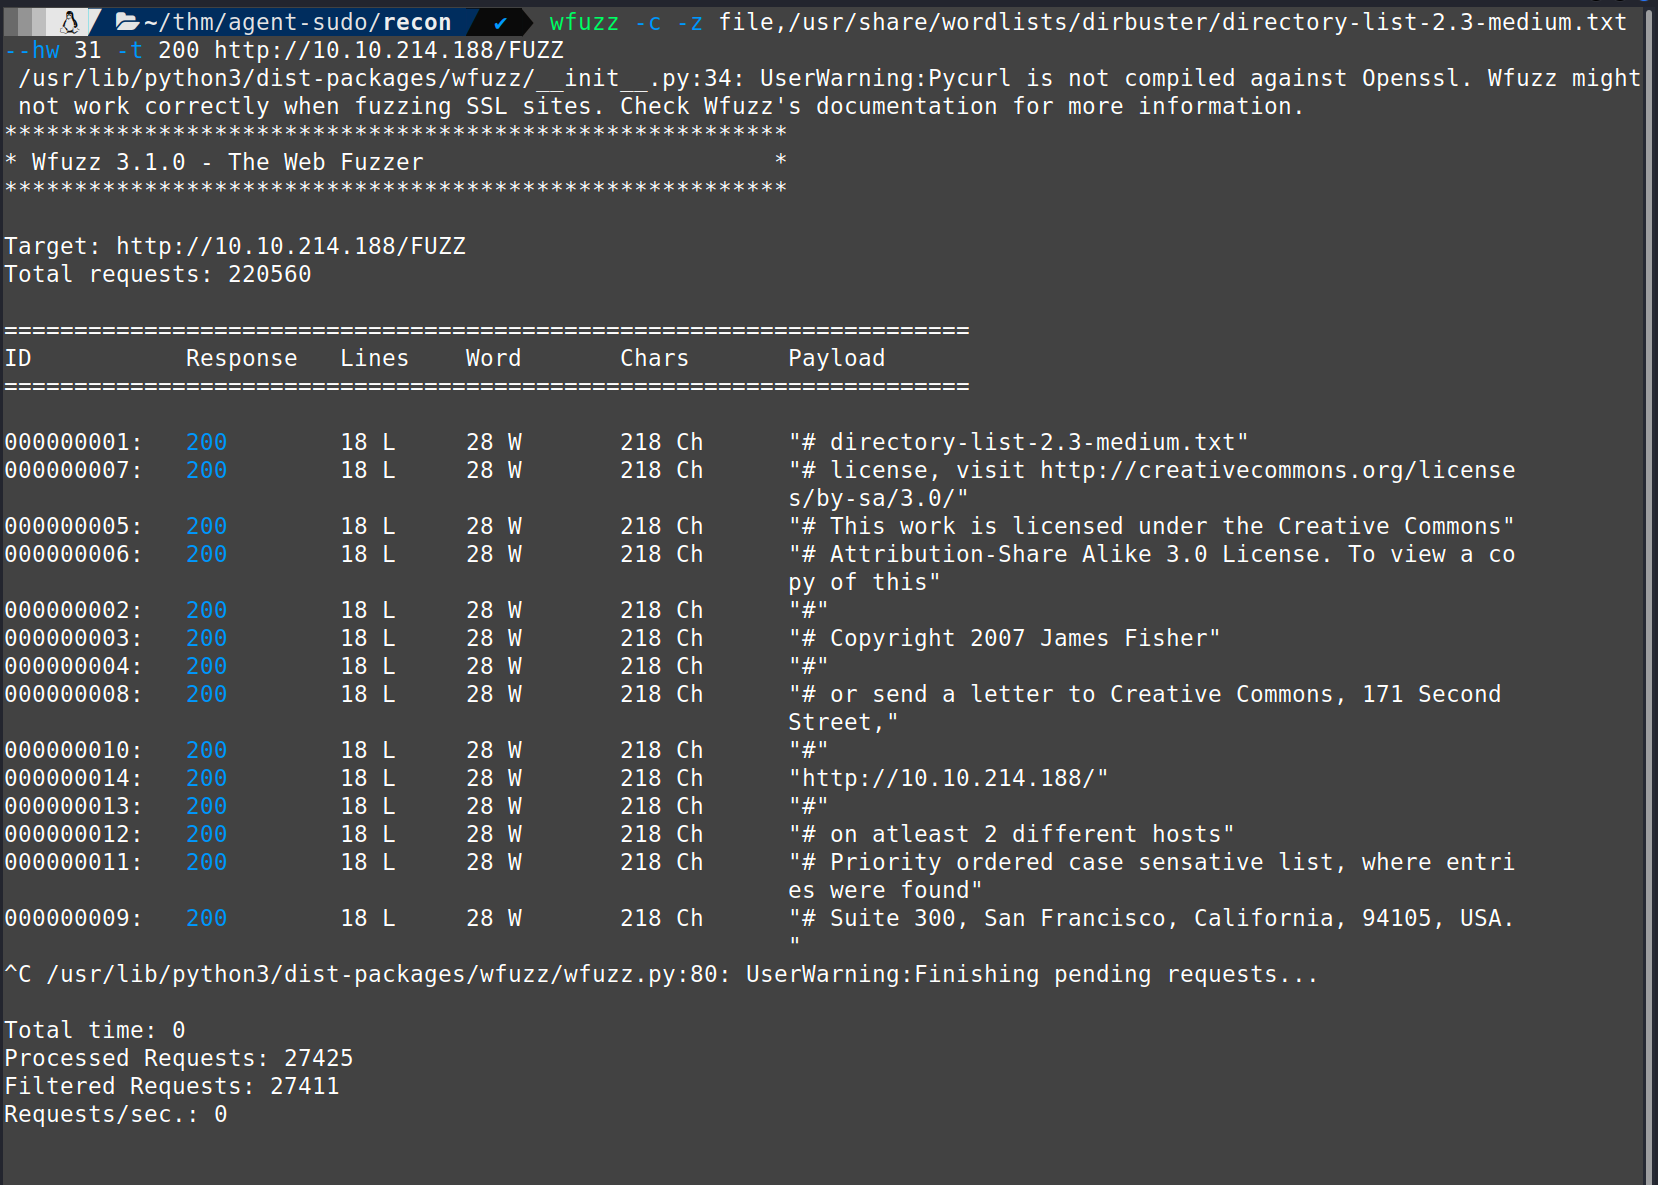 ~/thm/agent-sudo/recon ✔ wfuzz -c -z file,/usr/share/wordlists/dirbuster/directory-list-2.3-medium.txt
--hw 31 -t 200 http://10.10.214.188/FUZZ
/usr/lib/python3/dist-packages/wfuzz/__init__.py:34: UserWarning:Pycurl is not compiled against Openssl. Wfuzz might
not work correctly when fuzzing SSL sites. Check Wfuzz's documentation for more information.
********************************************************
* Wfuzz 3.1.0 - The Web Fuzzer                         *
********************************************************
Target: http://10.10.214.188/FUZZ
Total requests: 220560
=====================================================================
ID           Response   Lines    Word       Chars       Payload
=====================================================================
000000001:   200        18 L     28 W       218 Ch      "# directory-list-2.3-medium.txt"
000000007:   200        18 L     28 W       218 Ch      "# license, visit http://creativecommons.org/license
s/by-sa/3.0/"
000000005:   200        18 L     28 W       218 Ch      "# This work is licensed under the Creative Commons"
000000006:   200        18 L     28 W       218 Ch      "# Attribution-Share Alike 3.0 License. To view a co
py of this"
000000002:   200        18 L     28 W       218 Ch      "#"
000000003:   200        18 L     28 W       218 Ch      "# Copyright 2007 James Fisher"
000000004:   200        18 L     28 W       218 Ch      "#"
000000008:   200        18 L     28 W       218 Ch      "# or send a letter to Creative Commons, 171 Second
Street,"
000000010:   200        18 L     28 W       218 Ch      "#"
000000014:   200        18 L     28 W       218 Ch      "http://10.10.214.188/"
000000013:   200        18 L     28 W       218 Ch      "#"
000000012:   200        18 L     28 W       218 Ch      "# on atleast 2 different hosts"
000000011:   200        18 L     28 W       218 Ch      "# Priority ordered case sensative list, where entri
es were found"
000000009:   200        18 L     28 W       218 Ch      "# Suite 300, San Francisco, California, 94105, USA.
"
^C /usr/lib/python3/dist-packages/wfuzz/wfuzz.py:80: UserWarning:Finishing pending requests...
Total time: 0
Processed Requests: 27425
Filtered Requests: 27411
Requests/sec.: 0